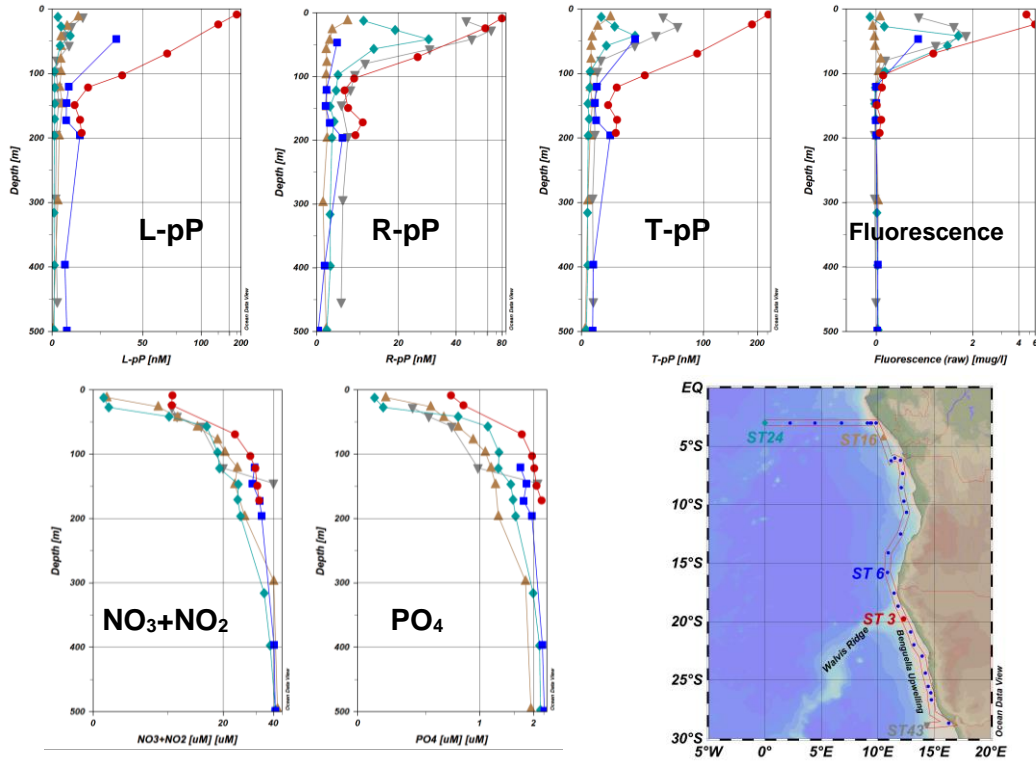 0
100
200
300
400
500
Depth [m]
L-pP
0
50
100
200
L-pP [nM]
Ocean Data View
0
100
200
300
400
500
Depth [m]
R-pP
0
20
40
80
R-pP [nM]
Ocean Data View
0
100
200
300
400
500
Depth [m]
T-pP
0
100
200
T-pP [nM]
Ocean Data View
0
100
200
300
400
500
Depth [m]
Fluorescence
0
2
4
6
Fluorescence (raw) [mug/l]
Ocean Data View
0
100
200
300
400
500
Depth [m]
NO3+NO2
0
20
40
NO3+NO2 [uM] [uM]
Ocean Data View
0
100
200
300
400
500
Depth [m]
PO4
0
1
2
PO4 [uM] [uM]
Ocean Data View
EQ
5°S
10°S
15°S
20°S
25°S
30°S
ST24
ST16
ST 6
ST 3
Walvis Ridge
Benguella Upwelling
ST43
5°W
0°
5°E
10°E
15°E
20°E
Ocean Data View